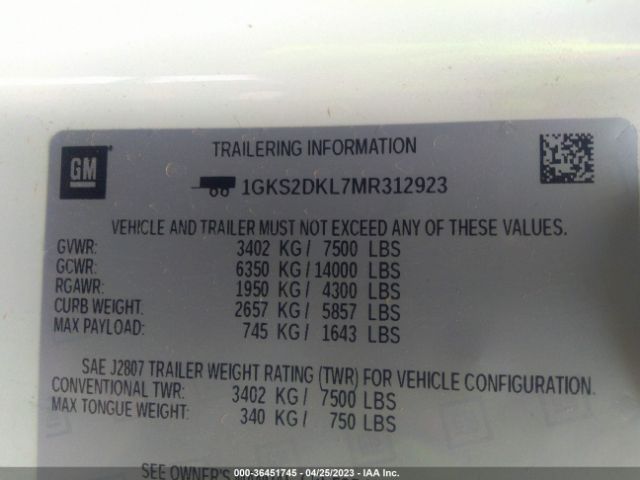 GM
TRAILERING INFORMATION
1GKS2DKL7MR312923
VEHICLE AND TRAILER MUST NOT EXCEED ANY OF THESE VALUES.
GVWR: 3402 KG/ 7500 LBS
GCWR: 6350 KG/14000 LBS
RGAWR: 1950 KG/ 4300 LBS
CURB WEIGHT: 2657 KG/ 5857 LBS
MAX PAYLOAD: 745 KG/ 1643 LBS
SAE J2807 TRAILER WEIGHT RATING (TWR) FOR VEHICLE CONFIGURATION.
CONVENTIONAL TWR: 3402 KG/ 7500 LBS
MAX TONGUE WEIGHT: 340 KG/ 750 LBS
SEE OWNER'S
000-36451745 - 04/25/2023 - IAA Inc.